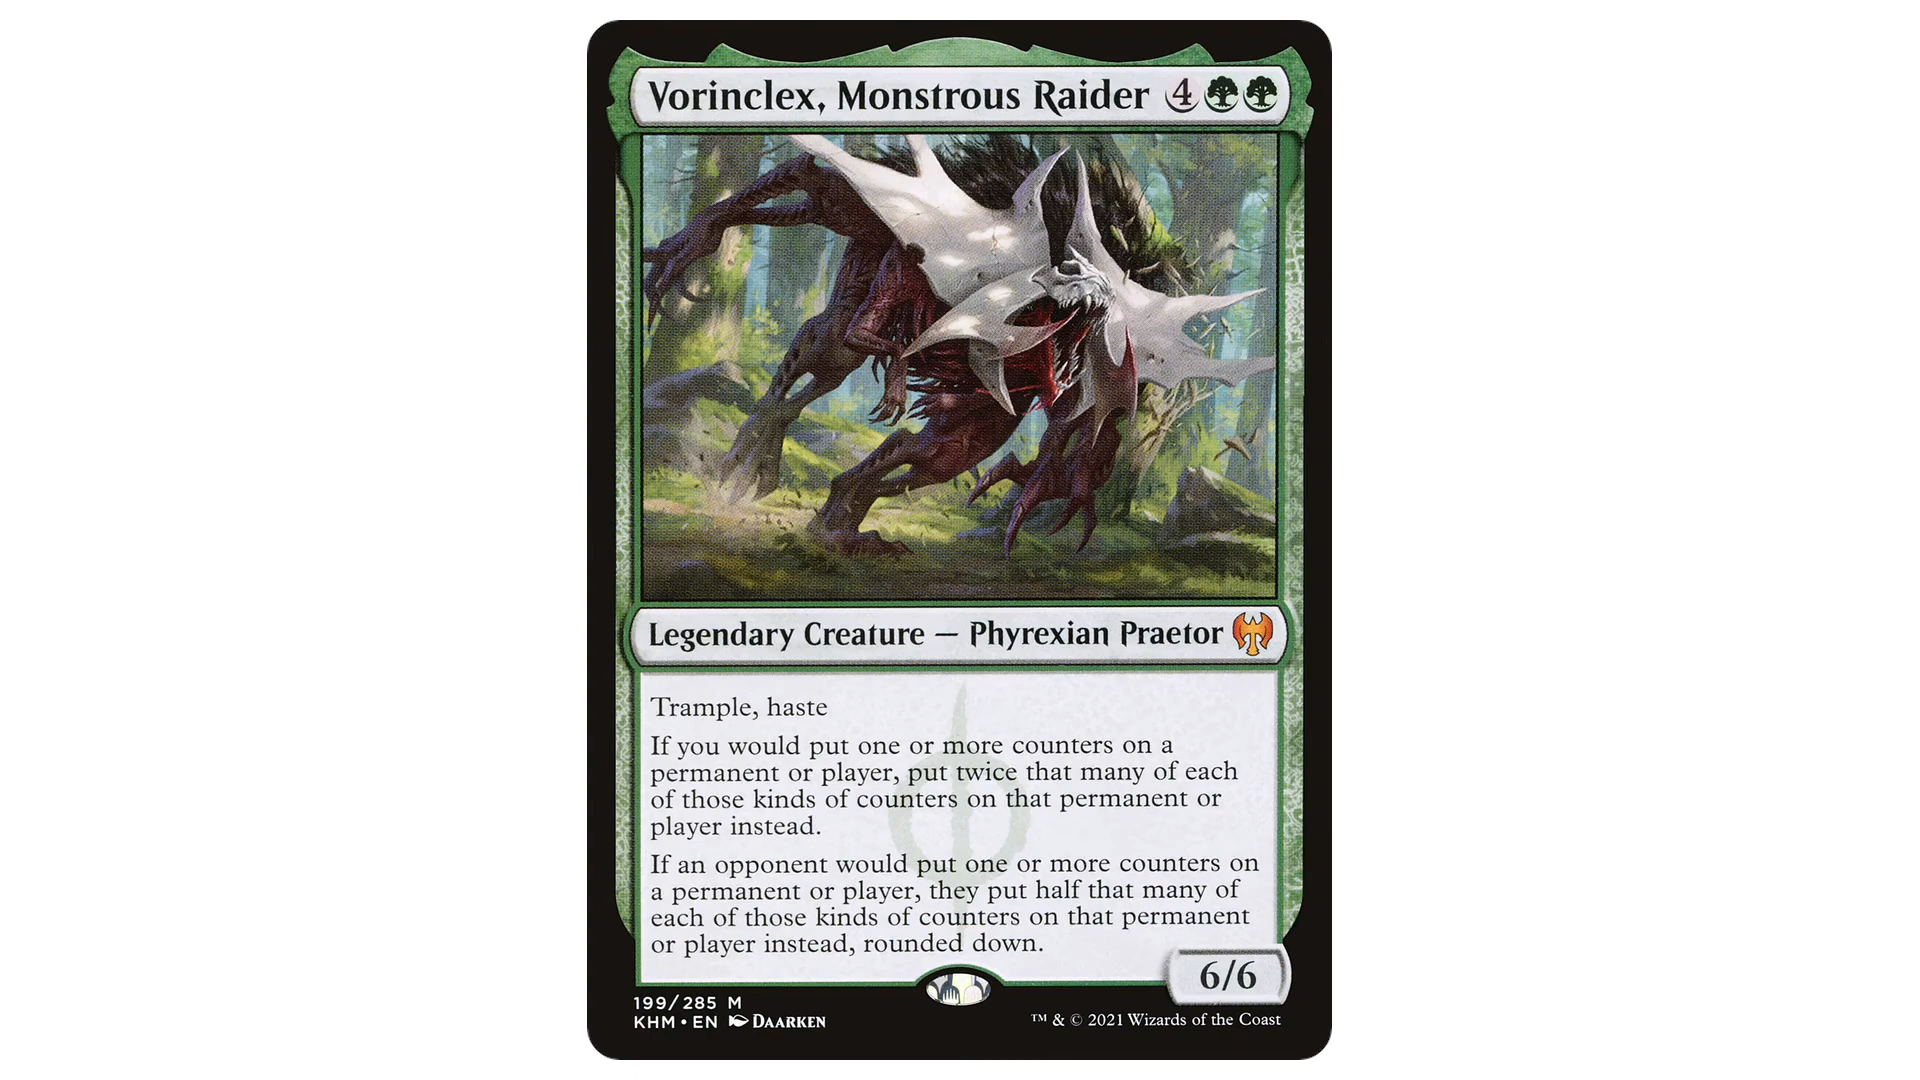 Vorinclex, Monstrous Raider 4
Legendary Creature — Phyrexian Praetor
Trample, haste
If you would put one or more counters on a
permanent or player, put twice that many of each
of those kinds of counters on that permanent or
player instead.
If an opponent would put one or more counters on
a permanent or player, they put half that many of
each of those kinds of counters on that permanent
or player instead, rounded down.
6/6
199/285 M
KHM • EN DAARKEN
™ & © 2021 Wizards of the Coast